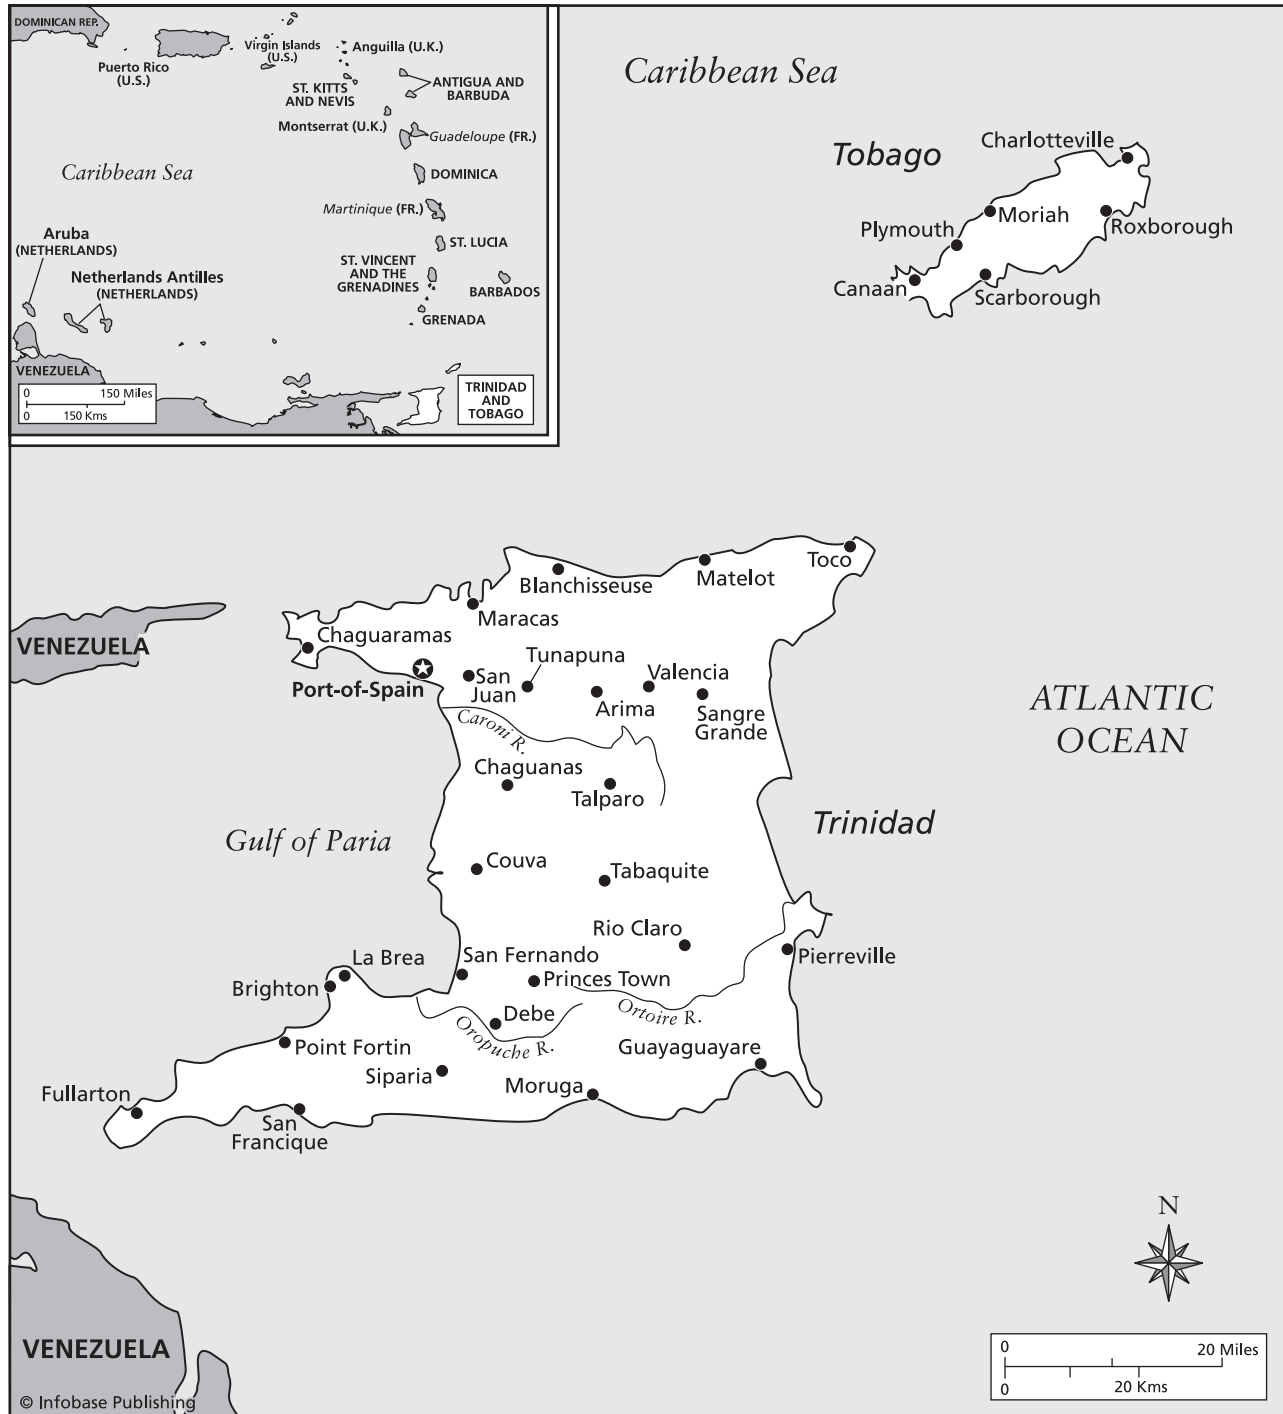 DOMINICAN REP.
Puerto Rico
(U.S.)
Virgin Islands
(U.S.)
Anguilla (U.K.)
ST. KITTS
AND NEVIS
ANTIGUA AND
BARBUDA
Montserrat (U.K.)
Guadeloupe (FR.)
Caribbean Sea
DOMINICA
Martinique (FR.)
Aruba
(NETHERLANDS)
ST. LUCIA
Netherlands Antilles
(NETHERLANDS)
ST. VINCENT
AND THE
GRENADINES
BARBADOS
GRENADA
VENEZUELA
0 150 Miles
0 150 Kms
TRINIDAD
AND
TOBAGO
Caribbean Sea
Tobago
Charlotteville
Moriah
Plymouth
Roxborough
Canaan
Scarborough
Toco
Matelot
Blanchisseuse
Maracas
VENEZUELA
Chaguaramas
Tunapuna
Port-of-Spain
San
Juan
Valencia
Arima
Sangre
Grande
Caroni R.
ATLANTIC
OCEAN
Chaguanas
Talparo
Trinidad
Gulf of Paria
Couva
Tabaquite
Rio Claro
La Brea
San Fernando
Pierreville
Brighton
Princes Town
Debe
Ortoire R.
Oropuche R.
Point Fortin
Guayaguayare
Siparia
Fullarton
Moruga
San
Francique
N
VENEZUELA
0 20 Miles
0 20 Kms
© Infobase Publishing